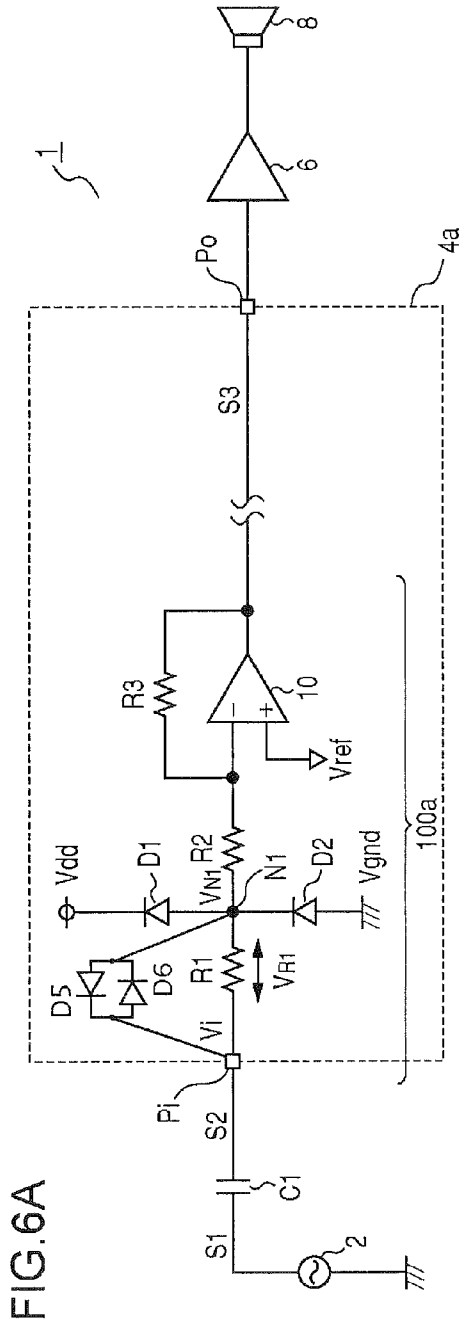 FIG.6A
1
Vdd
D5
D6
D1
R3
Po
8
6
Pi
Vi
R1
VN1
R2
10
S3
S1
S2
C1
VR1
N1
D2
Vref
Vgnd
2
100a
4a
−
+